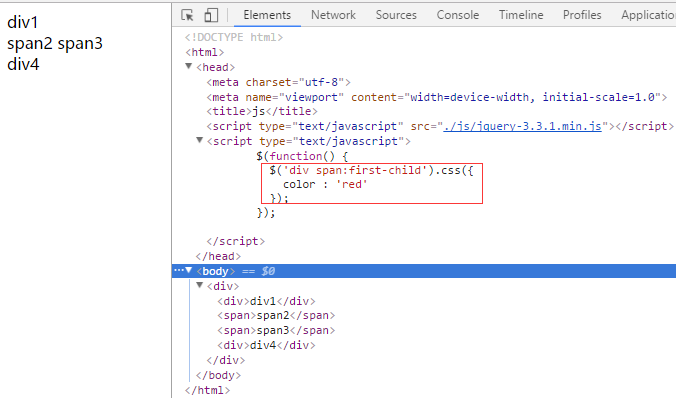 div1
span2 span3
div4
Elements Network Sources Console Timeline Profiles Application
<!DOCTYPE html>
<html>
<head>
<meta charset="utf-8">
<meta name="viewport" content="width=device-width, initial-scale=1.0">
<title>js</title>
<script type="text/javascript" src="./js/jquery-3.3.1.min.js"></script>
<script type="text/javascript">
$(function() {
$('div span:first-child').css({
color : 'red'
});
});
</script>
</head>
···<body> == $0
<div>
<div>div1</div>
<span>span2</span>
<span>span3</span>
<div>div4</div>
</div>
</body>
</html>